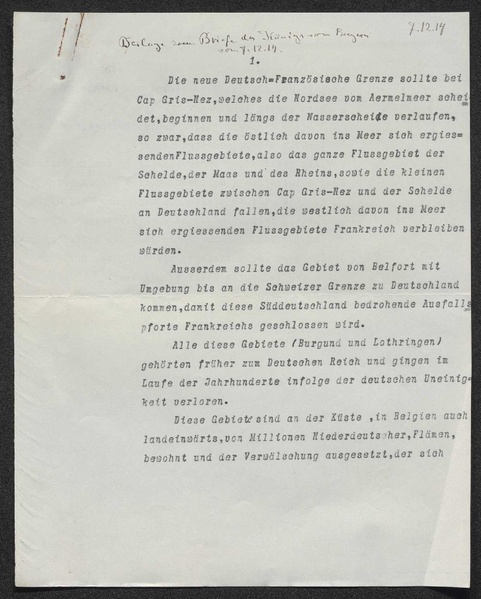 7.12.14
Beilage zum Briefe des Königs von Bayern
vom 7.12.14.
1.
Die neue Deutsch=Französische Grenze sollte bei
Cap Gris-Nez,welches die Nordsee vom Aermelmeer schei
det,beginnen und längs der Wasserscheide verlaufen,
so zwar,dass die östlich davon ins Meer sich ergies=
sendenFlussgebiete,also das ganze Flussgebiet der
Schelde,der Maas und des Rheins,sowie die kleinen
Flussgebiete zwischen Cap Gris-Nez und der Schelde
an Deutschland fallen,die westlich davon ins Meer
sich ergiessenden Flussgebiete Frankreich verbleiben
würden.
Ausserdem sollte das Gebiet von Belfort mit
Umgebung bis an die Schweizer Grenze zu Deutschland
kommen,damit diese Süddeutschland bedrohende Ausfalls
pforte Frankreichs geschlossen wird.
Alle diese Gebiete (Burgund und Lothringen)
gehörten früher zum Deutschen Reich und gingen im
Laufe der Jahrhunderte infolge der deutschen Uneinig=
keit verloren.
Diese Gebiete sind an der Küste ,in Belgien auch
landeinwärts,von Millionen Niederdeutscher,Flämen,
bewohnt und der Verwälschung ausgesetzt,der sich